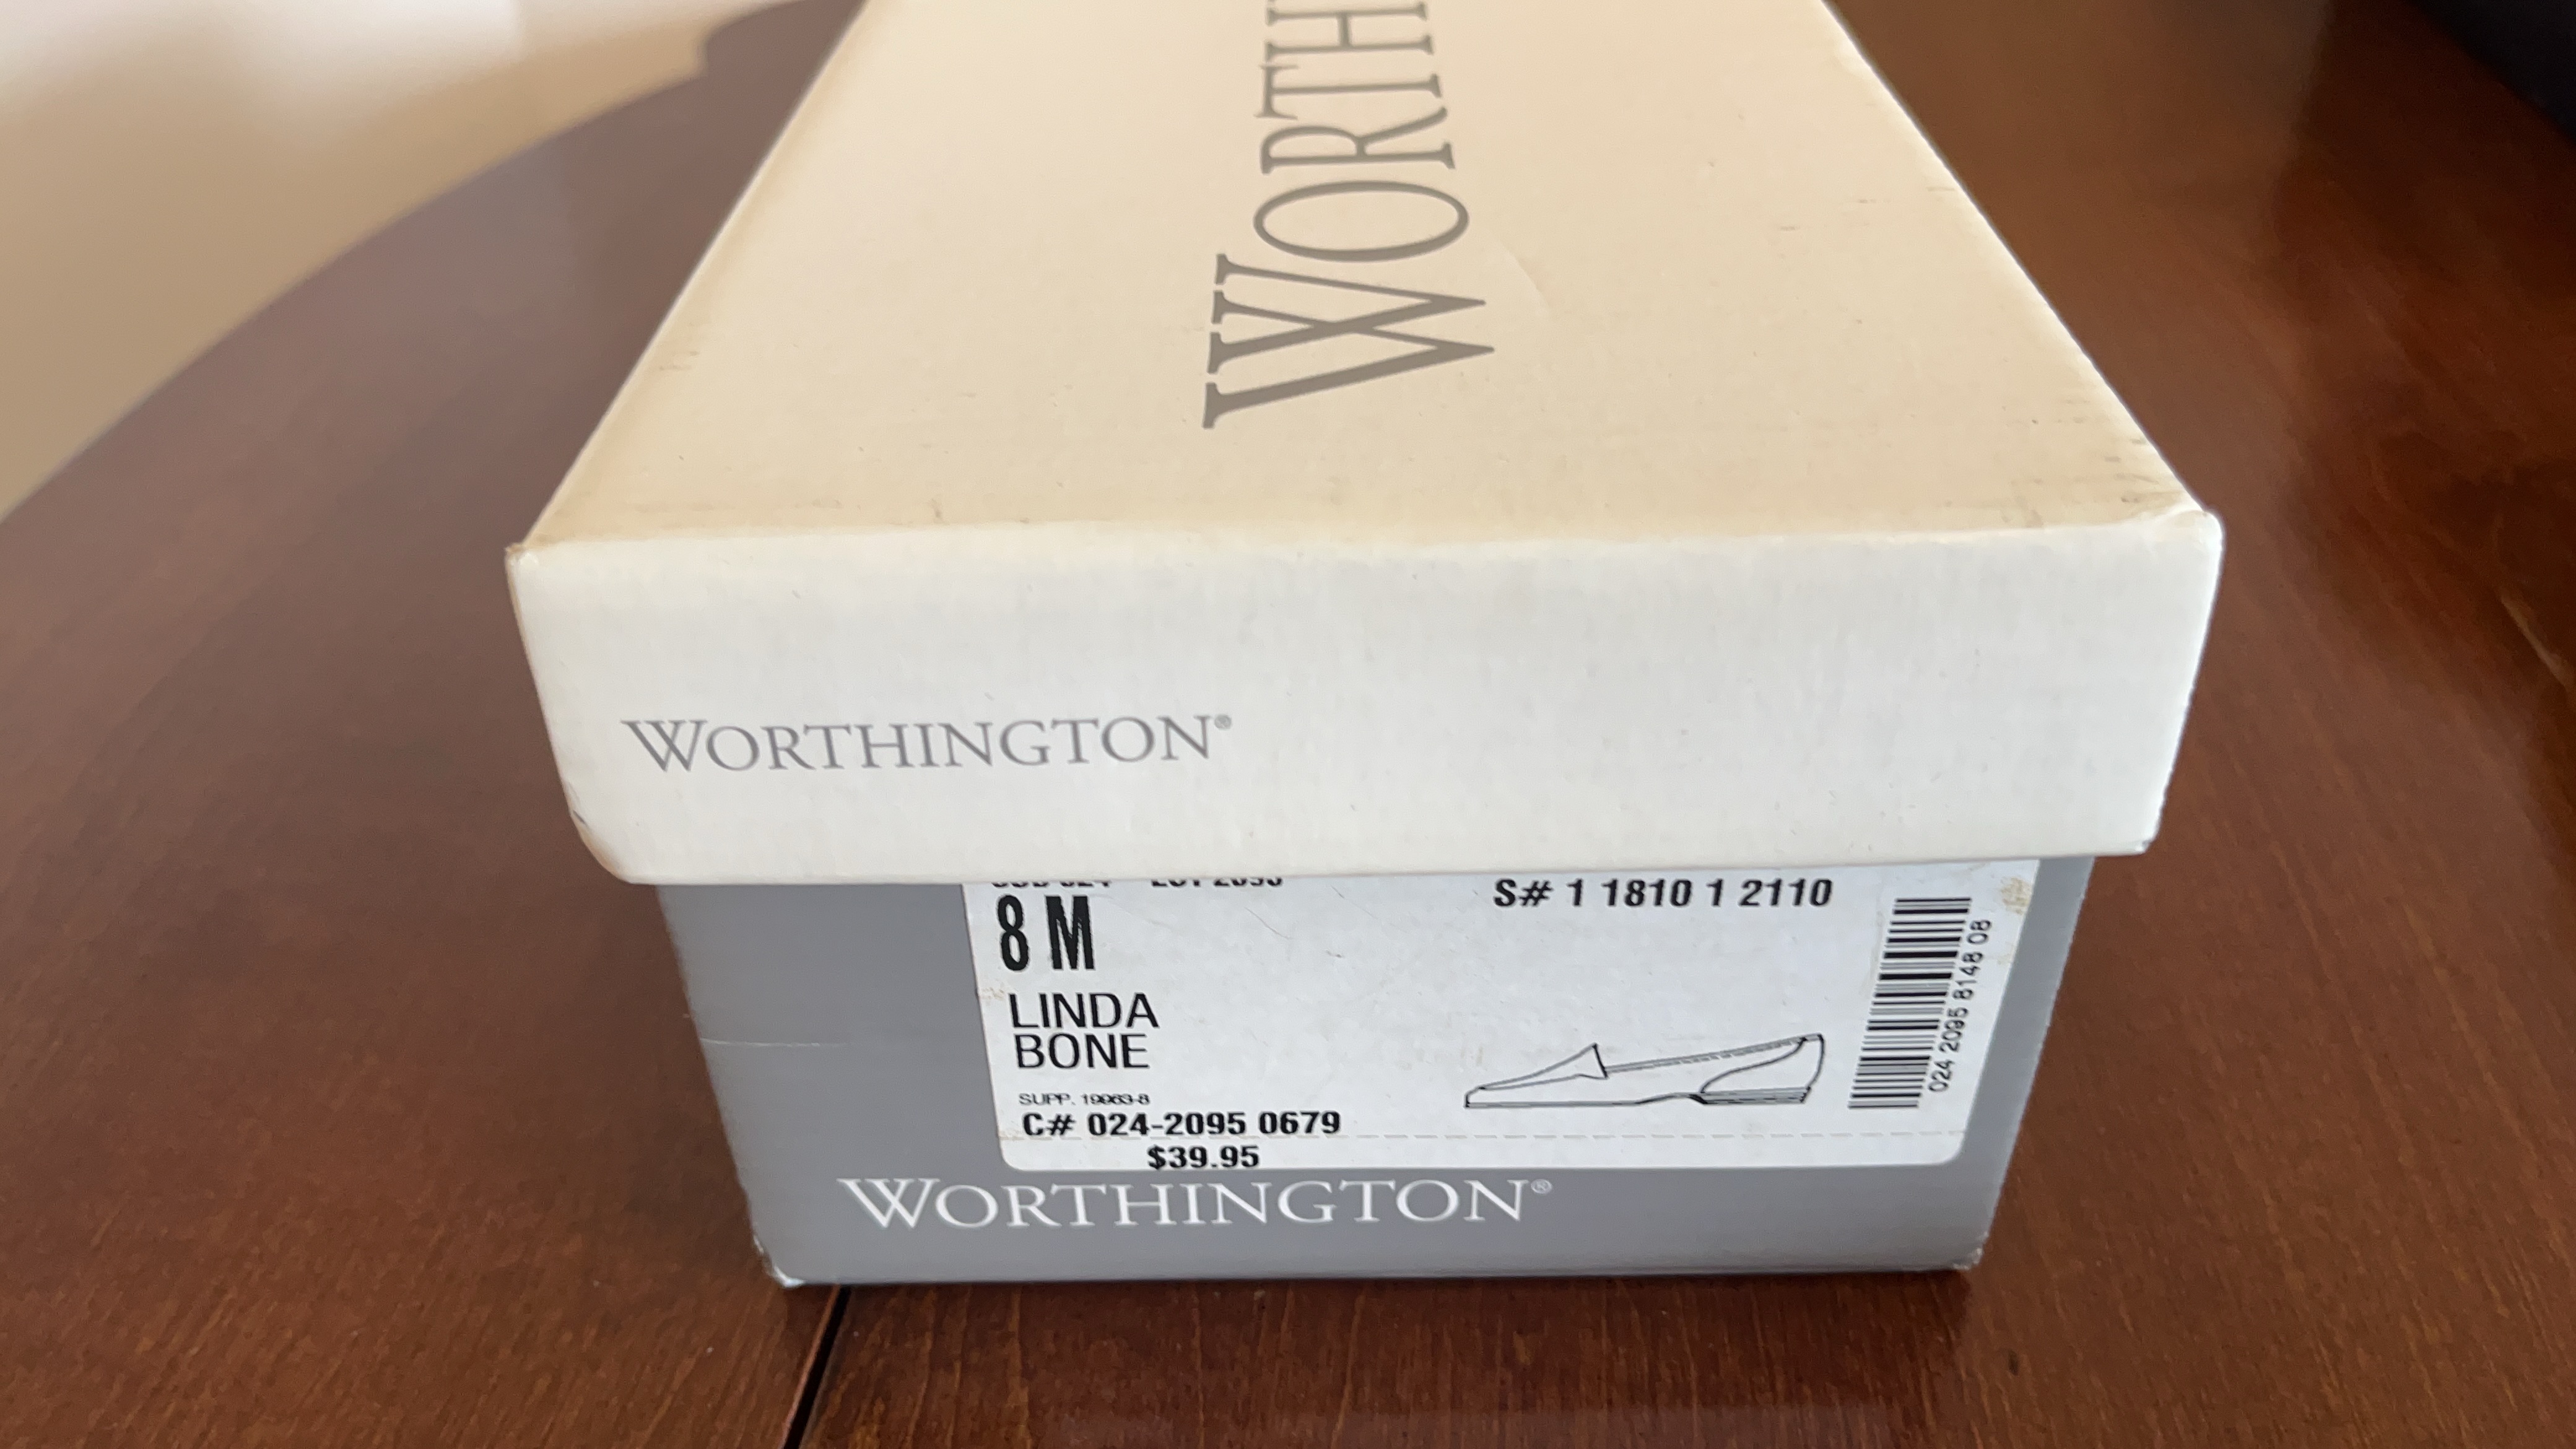 WORTH
WORTHINGTON®
S# 1 1810 1 2110
8 M
LINDA
BONE
SUPP. 19963-8
C# 024-2095 0679
$39.95
024 2095 8148 08
WORTHINGTON®